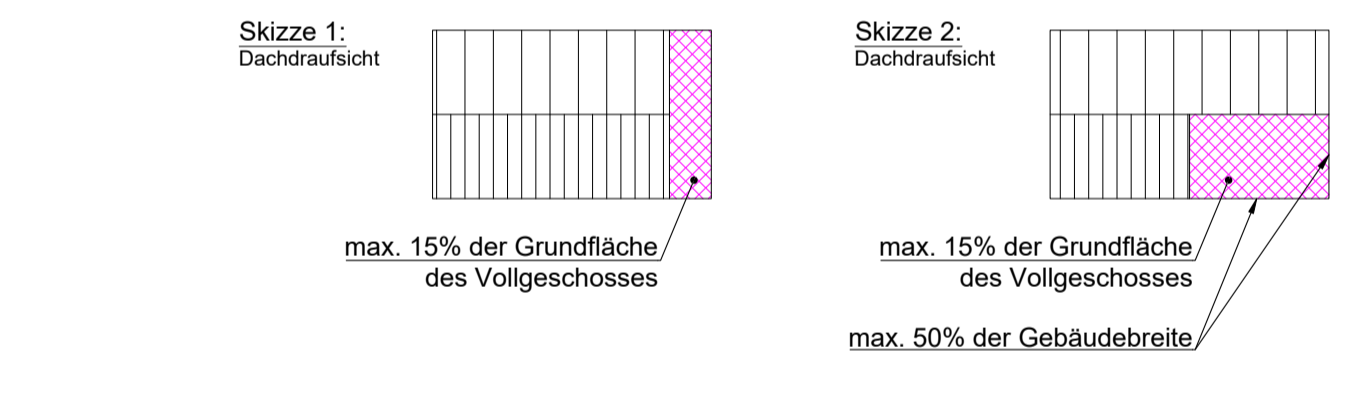 Skizze 1:
Dachdraufsicht
max. 15% der Grundfläche
des Vollgeschosses
Skizze 2:
Dachdraufsicht
max. 15% der Grundfläche
des Vollgeschosses
max. 50% der Gebäudebreite